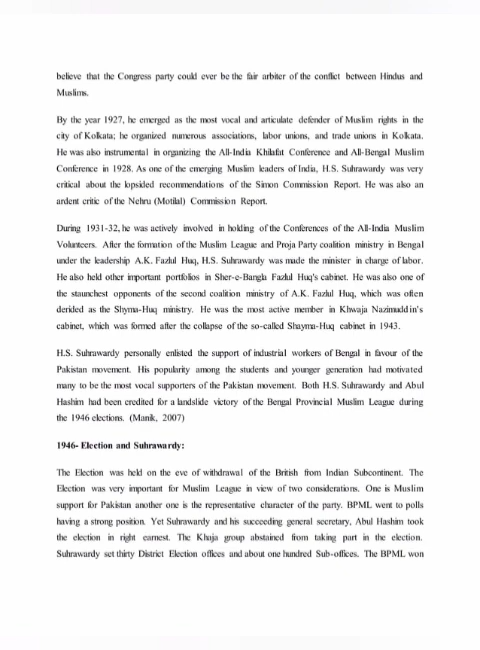 believe that the Congress party could ever be the fair arbiter of the conflict between Hindus and
Muslims.
By the year 1927, he emerged as the most vocal and articulate defender of Muslim rights in the
city of Kolkata; he organized numerous associations, labor unions, and trade unions in Kolkata.
He was also instrumental in organizing the All-India Khilafat Conference and All-Bengal Muslim
Conference in 1928. As one of the emerging Muslim leaders of India, H.S. Suhrawardy was very
critical about the lopsided recommendations of the Simon Commission Report. He was also an
ardent critic of the Nehru (Motilal) Commission Report.
During 1931-32, he was actively involved in holding of the Conferences of the All-India Muslim
Volunteers. After the formation of the Muslim League and Proja Party coalition ministry in Bengal
under the leadership A.K. Fazlul Huq, H.S. Suhrawardy was the minister in charge of labor.
He also held other important portfolios in Sher-e-Bangla Fazlul Huq's cabinet. He was also one of
the staunchest opponents of the second coalition ministry of A.K. Fazlul Huq, which was often
derided as the Shyma-Huq ministry. He was the most active member in Khwaja Nazimuddin's
cabinet, which was formed after the collapse of the so-called Shayma-Huq cabinet in 1943.
H.S. Suhrawardy personally enlisted the support of industrial workers of Bengal in favour of the
Pakistan movement. His popularity among the students and younger generation had motivated
many to be the most vocal supporters of the Pakistan movement. Both H.S. Suhrawardy and Abul
Hashim had been credited for a landslide victory of the Bengal Provincial Muslim League during
the 1946 elections. (Manik, 2007)
1946- Election and Suhrawardy:
The Election was held on the eve of withdrawal of the British from Indian Subcontinent. The
Election was very important for Muslim League in view of two considerations. One is Muslim
support for Pakistan another one is the representative character of the party. BPML went to polls
having a strong position. Yet Suhrawardy and his succeeding general secretary, Abul Hashim took
the election in right earnest. The Khaja group abstained from taking part in the election.
Suhrawardy set thirty District Election offices and about one hundred Sub-offices. The BPML won